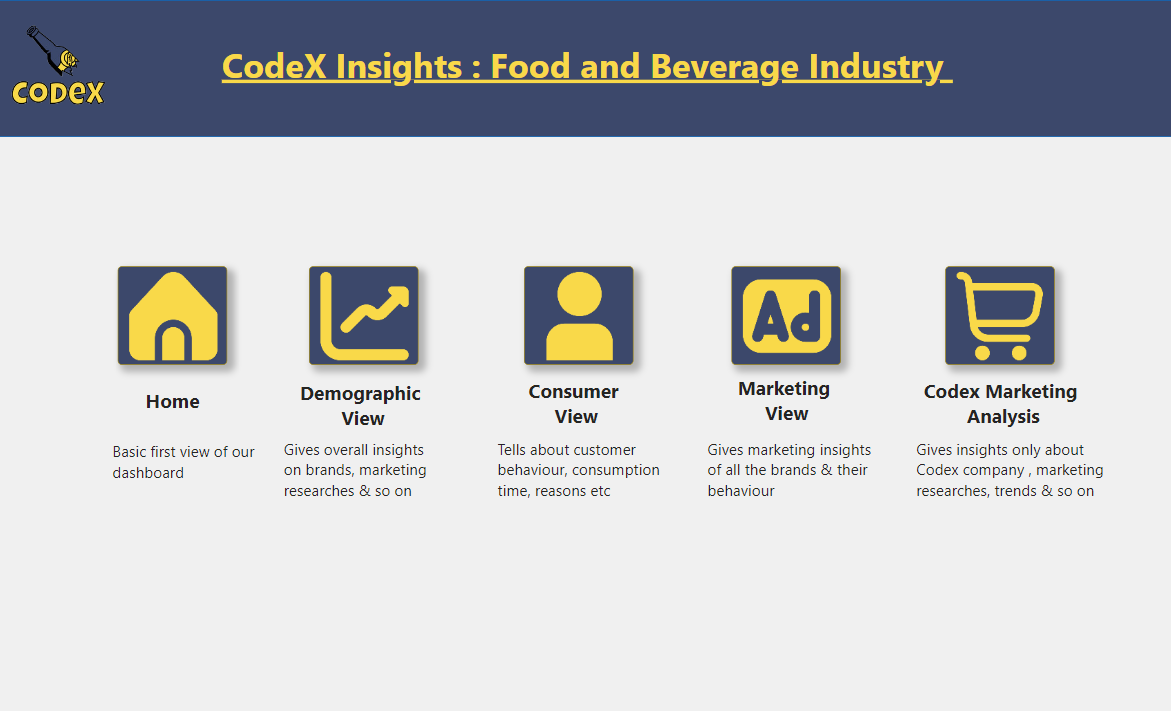 CodeX
CodeX Insights : Food and Beverage Industry
Ad
Home
Basic first view of our
dashboard
Demographic
View
Gives overall insights
on brands, marketing
researches & so on
Consumer
View
Tells about customer
behaviour, consumption
time, reasons etc
Marketing
View
Gives marketing insights
of all the brands & their
behaviour
Codex Marketing
Analysis
Gives insights only about
Codex company , marketing
researches, trends & so on